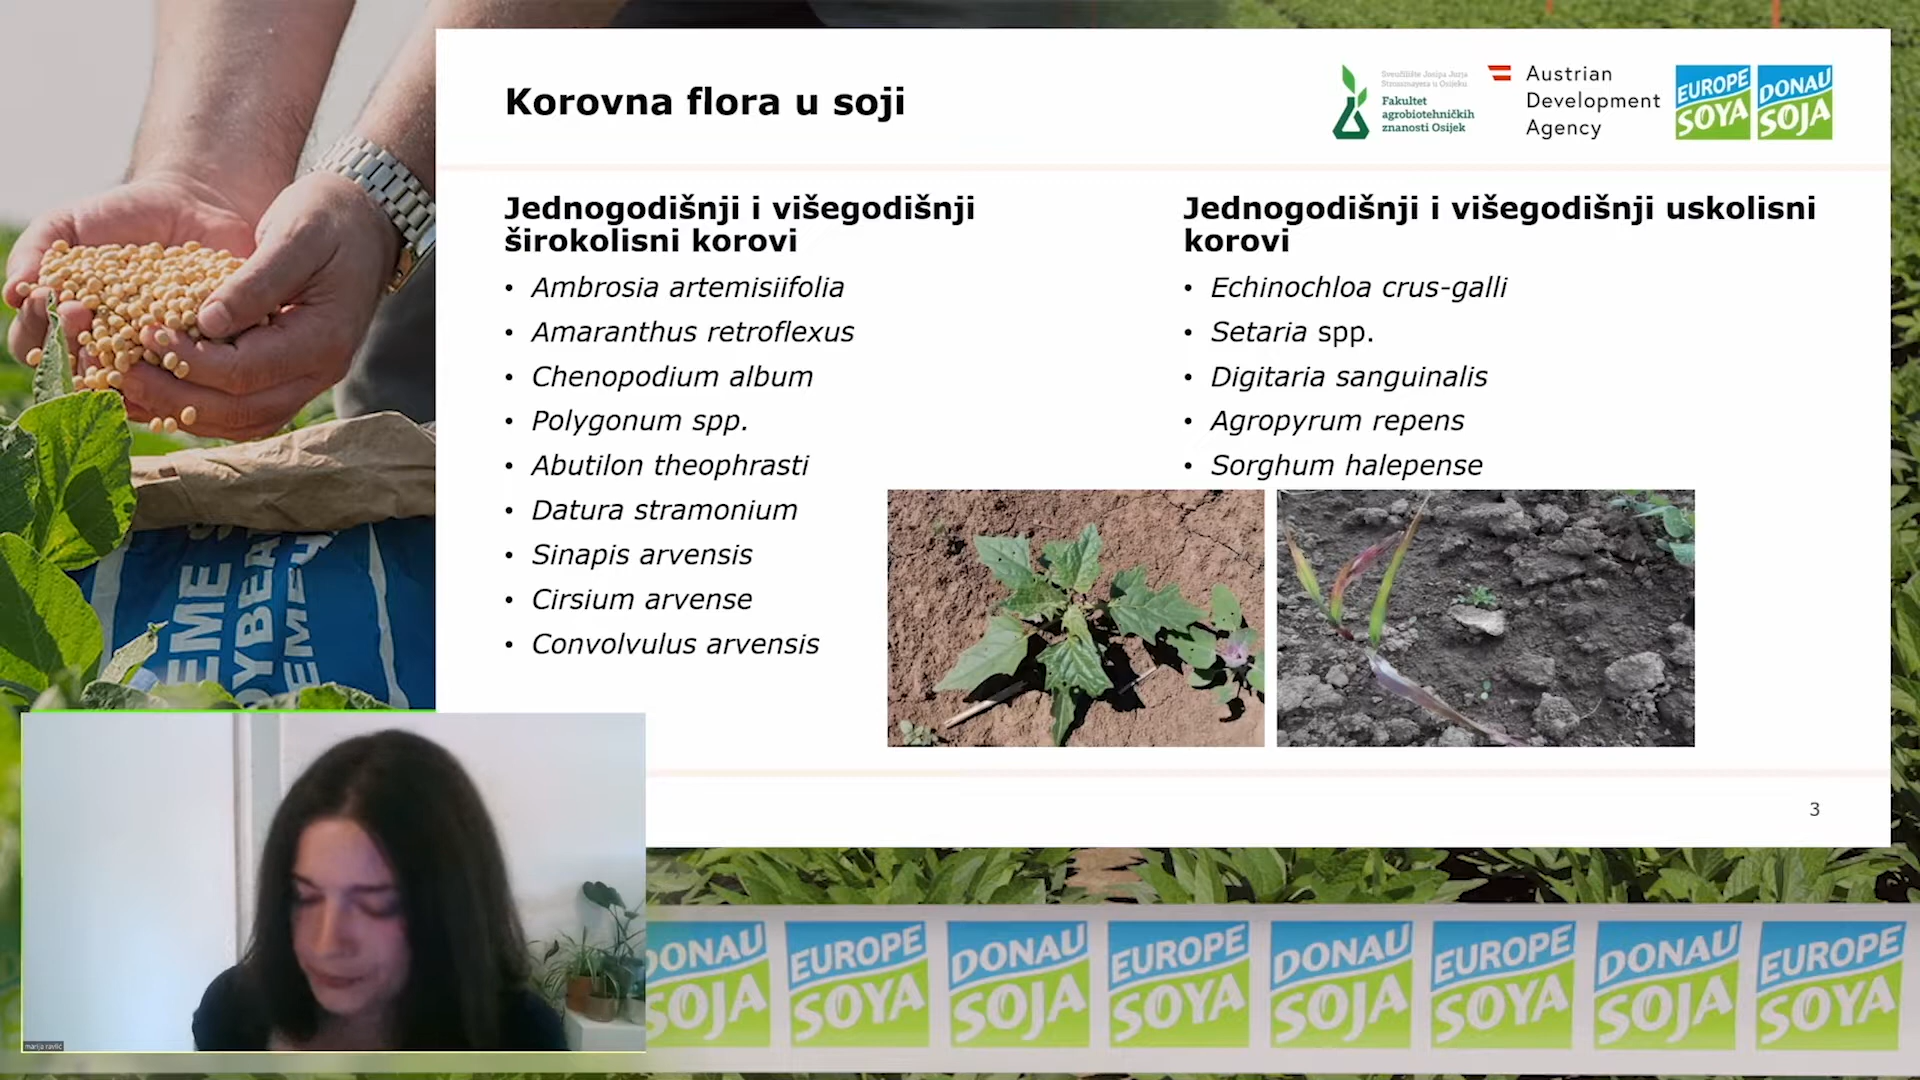 Korovna flora u soji
Sveučilište Josipa Jurja
Strossmayera u Osijeku
Fakultet
agrobiotehničkih
znanosti Osijek
Austrian
Development
Agency
EUROPE
SOYA
DONAU
SOJA
Jednogodišnji i višegodišnji
širokolisni korovi
• Ambrosia artemisiifolia
• Amaranthus retroflexus
• Chenopodium album
• Polygonum spp.
• Abutilon theophrasti
• Datura stramonium
• Sinapis arvensis
• Cirsium arvense
• Convolvulus arvensis
Jednogodišnji i višegodišnji uskolisni
korovi
• Echinochloa crus-galli
• Setaria spp.
• Digitaria sanguinalis
• Agropyrum repens
• Sorghum halepense
3
marija ravlić
DONAU
SOJA
EUROPE
SOYA
DONAU
SOJA
EUROPE
SOYA
DONAU
SOJA
EUROPE
SOYA
DONAU
SOJA
EUROPE
SOYA